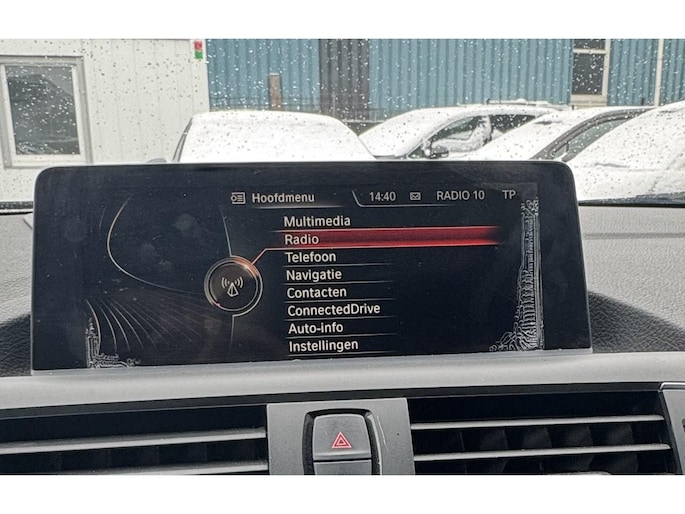 Hoofdmenu 14:40 RADIO 10 TP
Multimedia
Radio
Telefoon
Navigatie
Contacten
ConnectedDrive
Auto-info
Instellingen